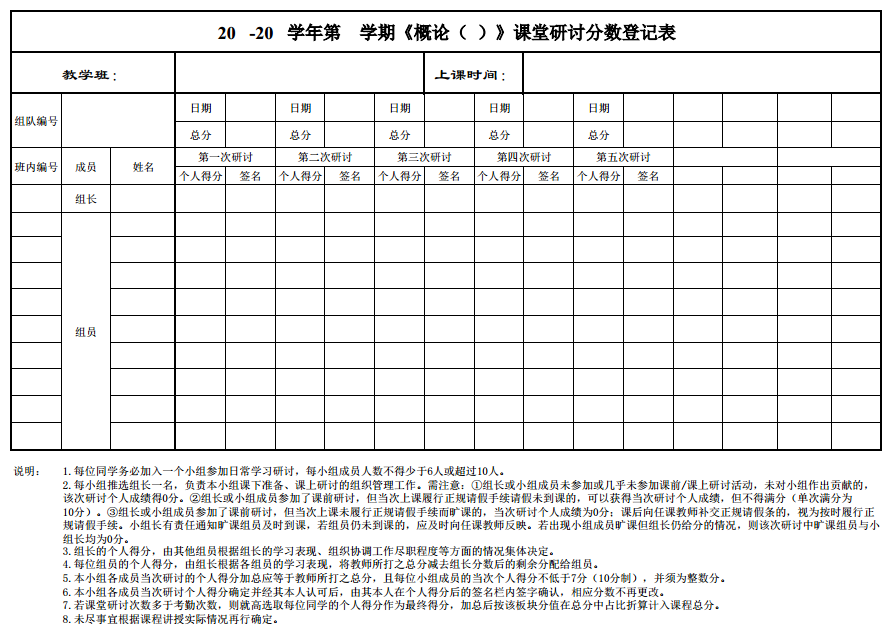 20  -20  学年第  学期《概论（ ）》课堂研讨分数登记表
教学班： 上课时间：
组队编号 日期 日期 日期 日期 日期
总分 总分 总分 总分 总分
班内编号 成员 姓名 第一次研讨 第二次研讨 第三次研讨 第四次研讨 第五次研讨
个人得分 签名 个人得分 签名 个人得分 签名 个人得分 签名 个人得分 签名
组长
组员
说明： 1.每位同学务必加入一个小组参加日常学习研讨，每小组成员人数不得少于6人或超过10人。
2.每小组推选组长一名，负责本小组课下准备、课上研讨的组织管理工作。需注意：①组长或小组成员未参加或几乎未参加课前/课上研讨活动，未对小组作出贡献的，
该次研讨个人成绩得0分。②组长或小组成员参加了课前研讨，但当次上课履行正规请假手续请假未到课的，可以获得当次研讨个人成绩，但不得满分（单次满分为
10分）。③组长或小组成员参加了课前研讨，但当次上课未履行正规请假手续而旷课的，当次研讨个人成绩为0分；课后向任课教师补交正规请假条的，视为按时履行正
规请假手续。小组长有责任通知旷课组员及时到课，若组员仍未到课的，应及时向任课教师反映。若出现小组成员旷课但组长仍给分的情况，则该次研讨中旷课组员与小
组长均为0分。
3.组长的个人得分，由其他组员根据组长的学习表现、组织协调工作尽职程度等方面的情况集体决定。
4.每位组员的个人得分，由组长根据各组员的学习表现，将教师所打之总分减去组长分数后的剩余分配给组员。
5.本小组各成员当次研讨的个人得分加总应等于教师所打之总分，且每位小组成员的当次个人得分不低于7分（10分制），并须为整数分。
6.本小组各成员当次研讨个人得分确定并经其本人认可后，由其本人在个人得分后的签名栏内签字确认，相应分数不再更改。
7.若课堂研讨次数多于考勤次数，则就高选取每位同学的个人得分作为最终得分，加总后按该板块分值在总分中占比折算计入课程总分。
8.未尽事宜根据课程讲授实际情况再行确定。